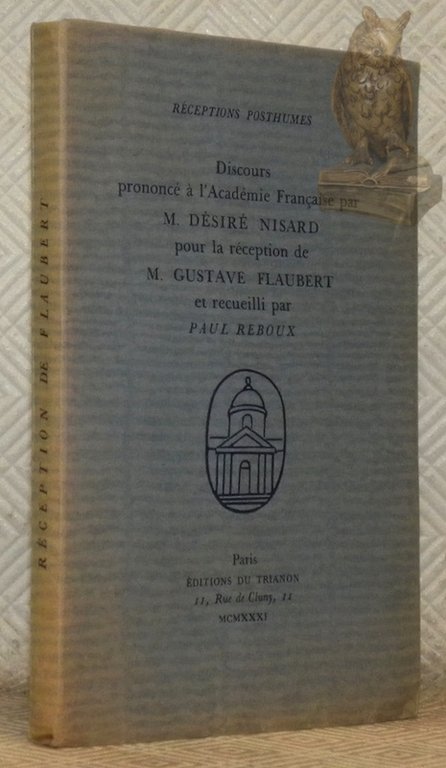 RÉCEPTIONS POSTHUMES
Discours
prononcé à l'Académie Française par
M. DÉSIRÉ NISARD
pour la réception de
M. GUSTAVE FLAUBERT
et recueilli par
PAUL REBOUX
Paris
ÉDITIONS DU TRIANON
11, Rue de Cluny, 11
MCMXXXI
RÉCEPTION DE FLAUBERT